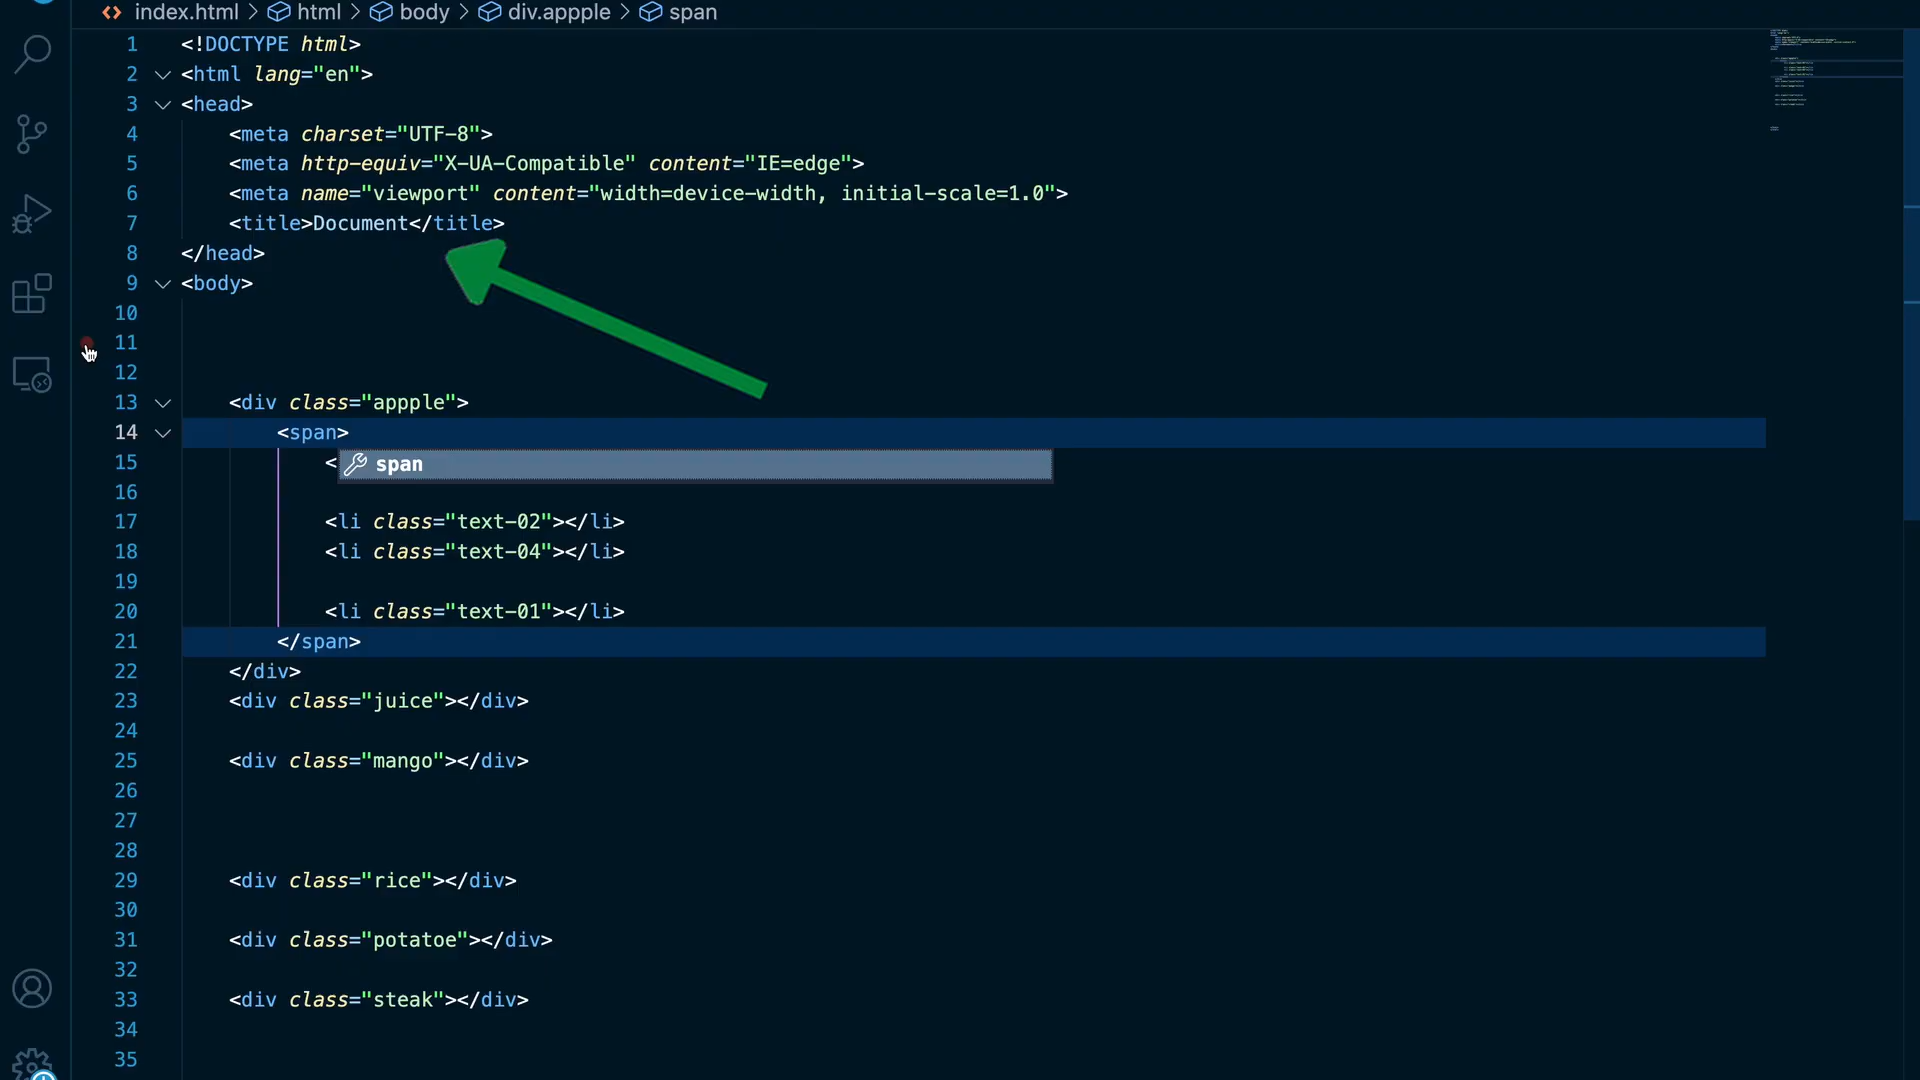 index.html > html > body > div.appple > span
1 <!DOCTYPE html>
2 <html lang="en">
3 <head>
4 <meta charset="UTF-8">
5 <meta http-equiv="X-UA-Compatible" content="IE=edge">
6 <meta name="viewport" content="width=device-width, initial-scale=1.0">
7 <title>Document</title>
8 </head>
9 <body>
10
11
12
13 <div class="appple">
14 <span>
15 < span
16
17 <li class="text-02"></li>
18 <li class="text-04"></li>
19
20 <li class="text-01"></li>
21 </span>
22 </div>
23 <div class="juice"></div>
24
25 <div class="mango"></div>
26
27
28
29 <div class="rice"></div>
30
31 <div class="potatoe"></div>
32
33 <div class="steak"></div>
34
35